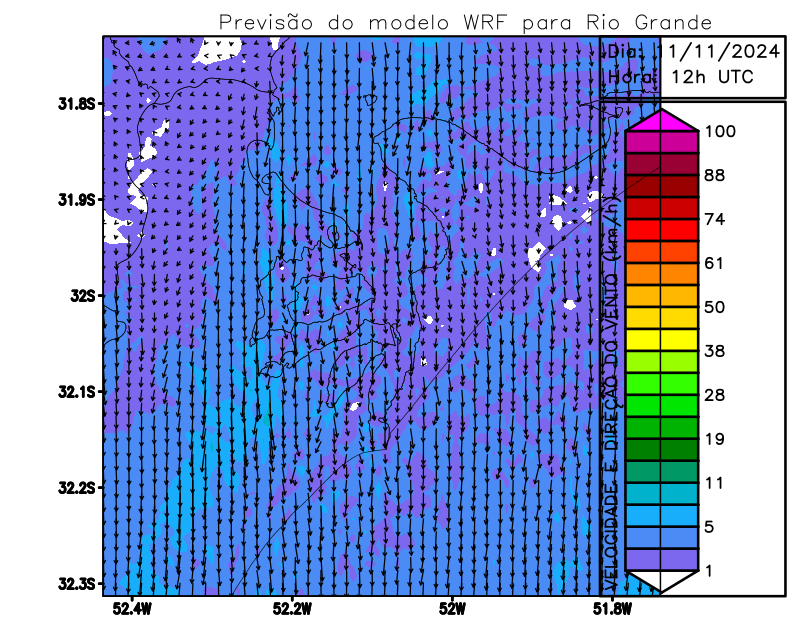 Previsão do modelo WRF para Rio Grande
Dia: 11/11/2024
Hora: 12h UTC
VELOCIDADE E DIREÇÃO DO VENTO (km/h)
100
88
74
61
50
38
28
19
11
5
1
31.8S
31.9S
32S
32.1S
32.2S
32.3S
52.4W
52.2W
52W
51.8W